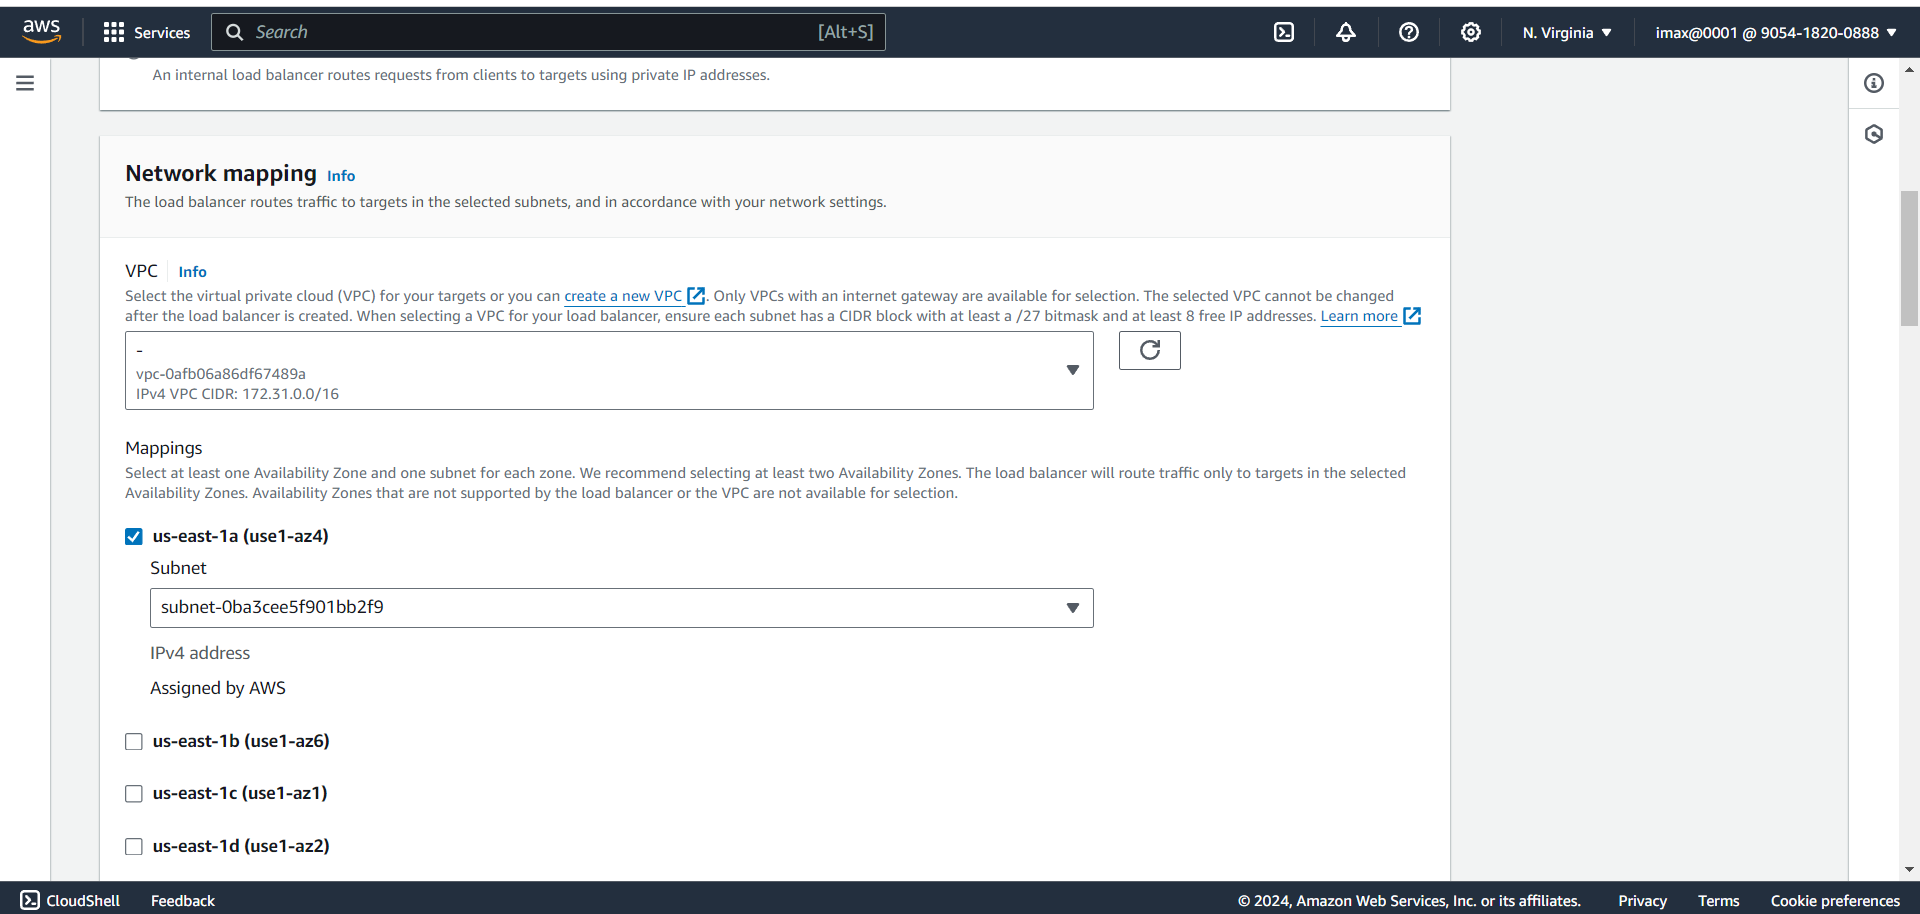 aws
Services
Search
[Alt+S]
N. Virginia
imax@0001 @ 9054-1820-0888
An internal load balancer routes requests from clients to targets using private IP addresses.
Network mapping Info
The load balancer routes traffic to targets in the selected subnets, and in accordance with your network settings.
VPC Info
Select the virtual private cloud (VPC) for your targets or you can create a new VPC. Only VPCs with an internet gateway are available for selection. The selected VPC cannot be changed
after the load balancer is created. When selecting a VPC for your load balancer, ensure each subnet has a CIDR block with at least a /27 bitmask and at least 8 free IP addresses. Learn more
-
vpc-0afb06a86df67489a
IPv4 VPC CIDR: 172.31.0.0/16
Mappings
Select at least one Availability Zone and one subnet for each zone. We recommend selecting at least two Availability Zones. The load balancer will route traffic only to targets in the selected
Availability Zones. Availability Zones that are not supported by the load balancer or the VPC are not available for selection.
us-east-1a (use1-az4)
Subnet
subnet-0ba3cee5f901bb2f9
IPv4 address
Assigned by AWS
us-east-1b (use1-az6)
us-east-1c (use1-az1)
us-east-1d (use1-az2)
CloudShell
Feedback
© 2024, Amazon Web Services, Inc. or its affiliates.
Privacy
Terms
Cookie preferences